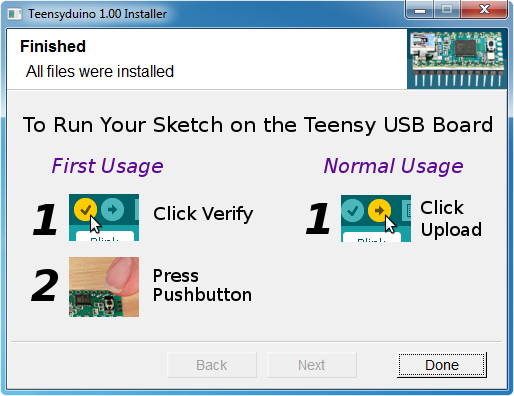 Teensyduino 1.00 Installer
Finished
All files were installed
To Run Your Sketch on the Teensy USB Board
First Usage
1
Click Verify
2
Press
Pushbutton
Normal Usage
1
Click
Upload
Back
Next
Done